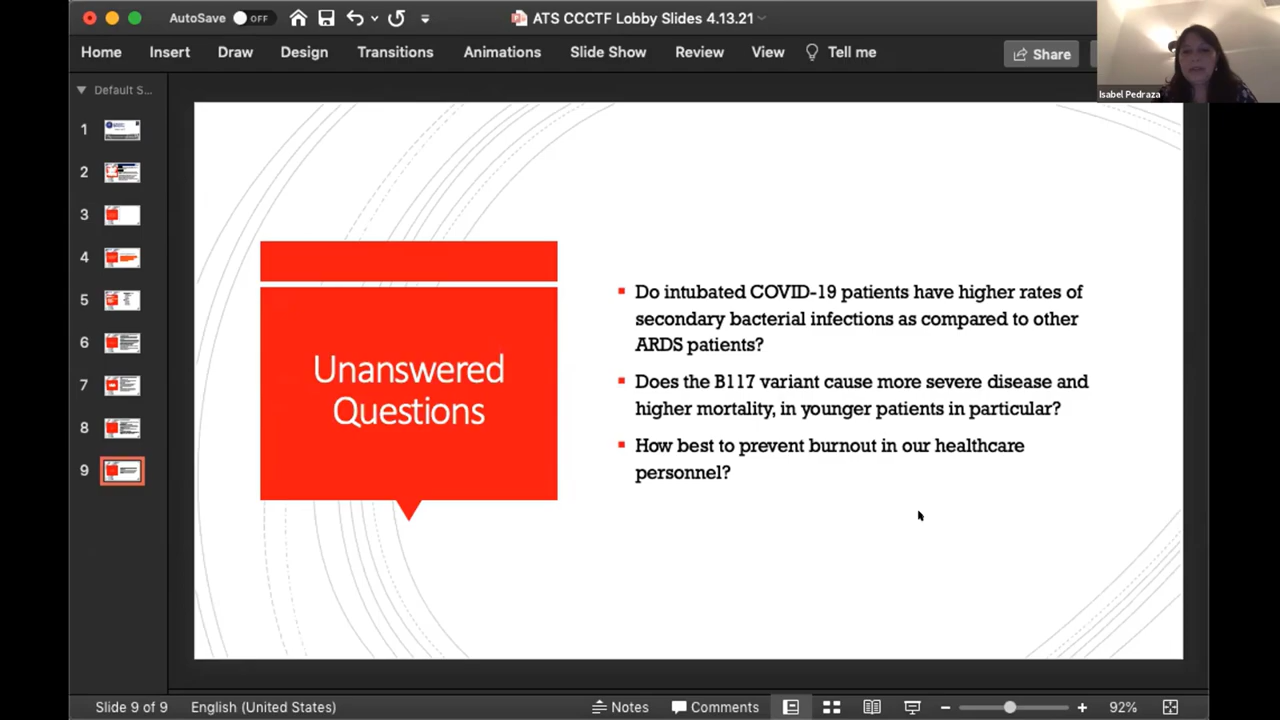 AutoSave OFF
ATS CCCTF Lobby Slides 4.13.21
Home Insert Draw Design Transitions Animations Slide Show Review View Tell me
Share
Isabel Pedraza
Default S...
1
2
3
4
5
6
7
8
9
Unanswered
Questions
Do intubated COVID-19 patients have higher rates of
secondary bacterial infections as compared to other
ARDS patients?
Does the B117 variant cause more severe disease and
higher mortality, in younger patients in particular?
How best to prevent burnout in our healthcare
personnel?
Slide 9 of 9 English (United States) Notes Comments 92%